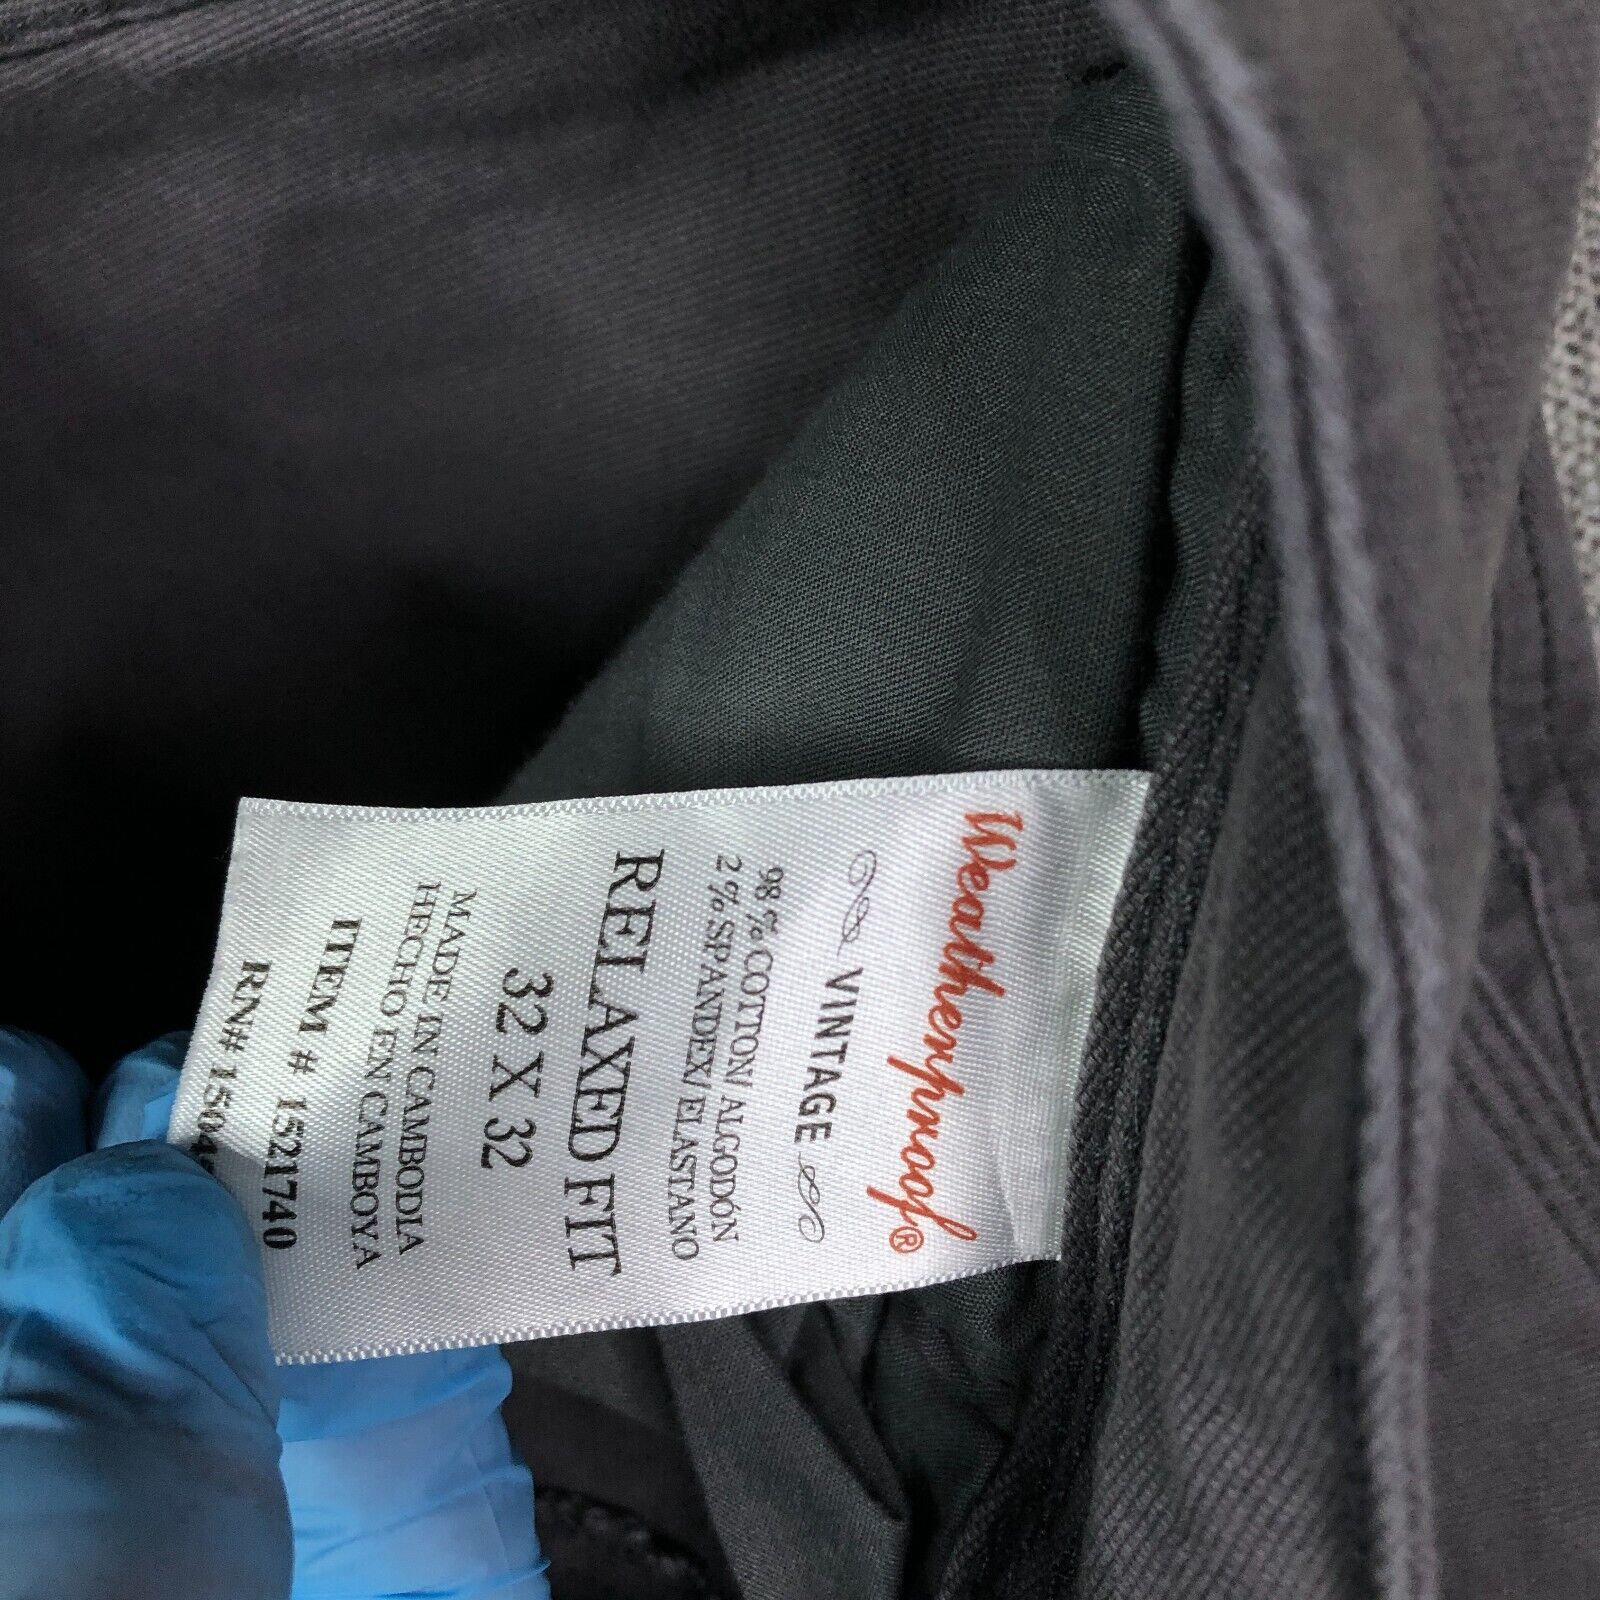 Weatherproof®
VINTAGE
98% COTTON/ ALGODÓN
2% SPANDEX/ ELASTANO
RELAXED FIT
32 X 32
MADE IN CAMBODIA
HECHO EN CAMBOYA
ITEM # 1521740
RN#